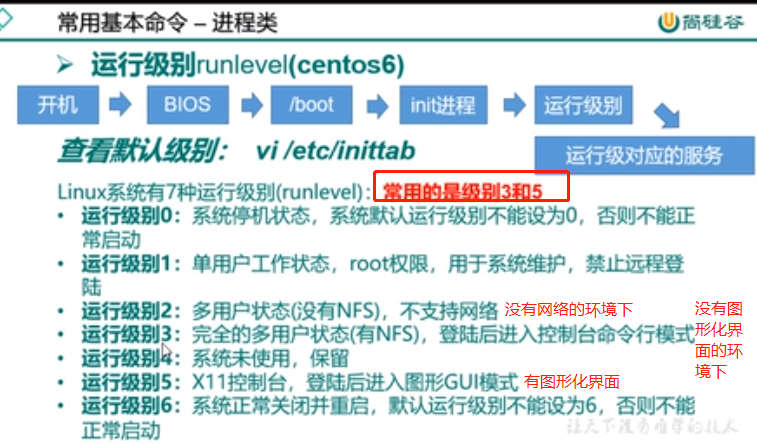 常用基本命令 – 进程类
尚硅谷
➢ 运行级别runlevel(centos6)
开机
BIOS
/boot
init进程
运行级别
运行级对应的服务
查看默认级别： vi /etc/inittab
Linux系统有7种运行级别(runlevel)：常用的是级别3和5
• 运行级别0：系统停机状态，系统默认运行级别不能设为0，否则不能正
常启动
• 运行级别1：单用户工作状态，root权限，用于系统维护，禁止远程登
陆
• 运行级别2：多用户状态(没有NFS)，不支持网络 没有网络的环境下
• 运行级别3：完全的多用户状态(有NFS)，登陆后进入控制台命令行模式
没有图
形化界
面的环
境下
• 运行级别4：系统未使用，保留
• 运行级别5：X11控制台，登陆后进入图形GUI模式 有图形化界面
• 运行级别6：系统正常关闭并重启，默认运行级别不能设为6，否则不能
正常启动
让天下没有难学的技术